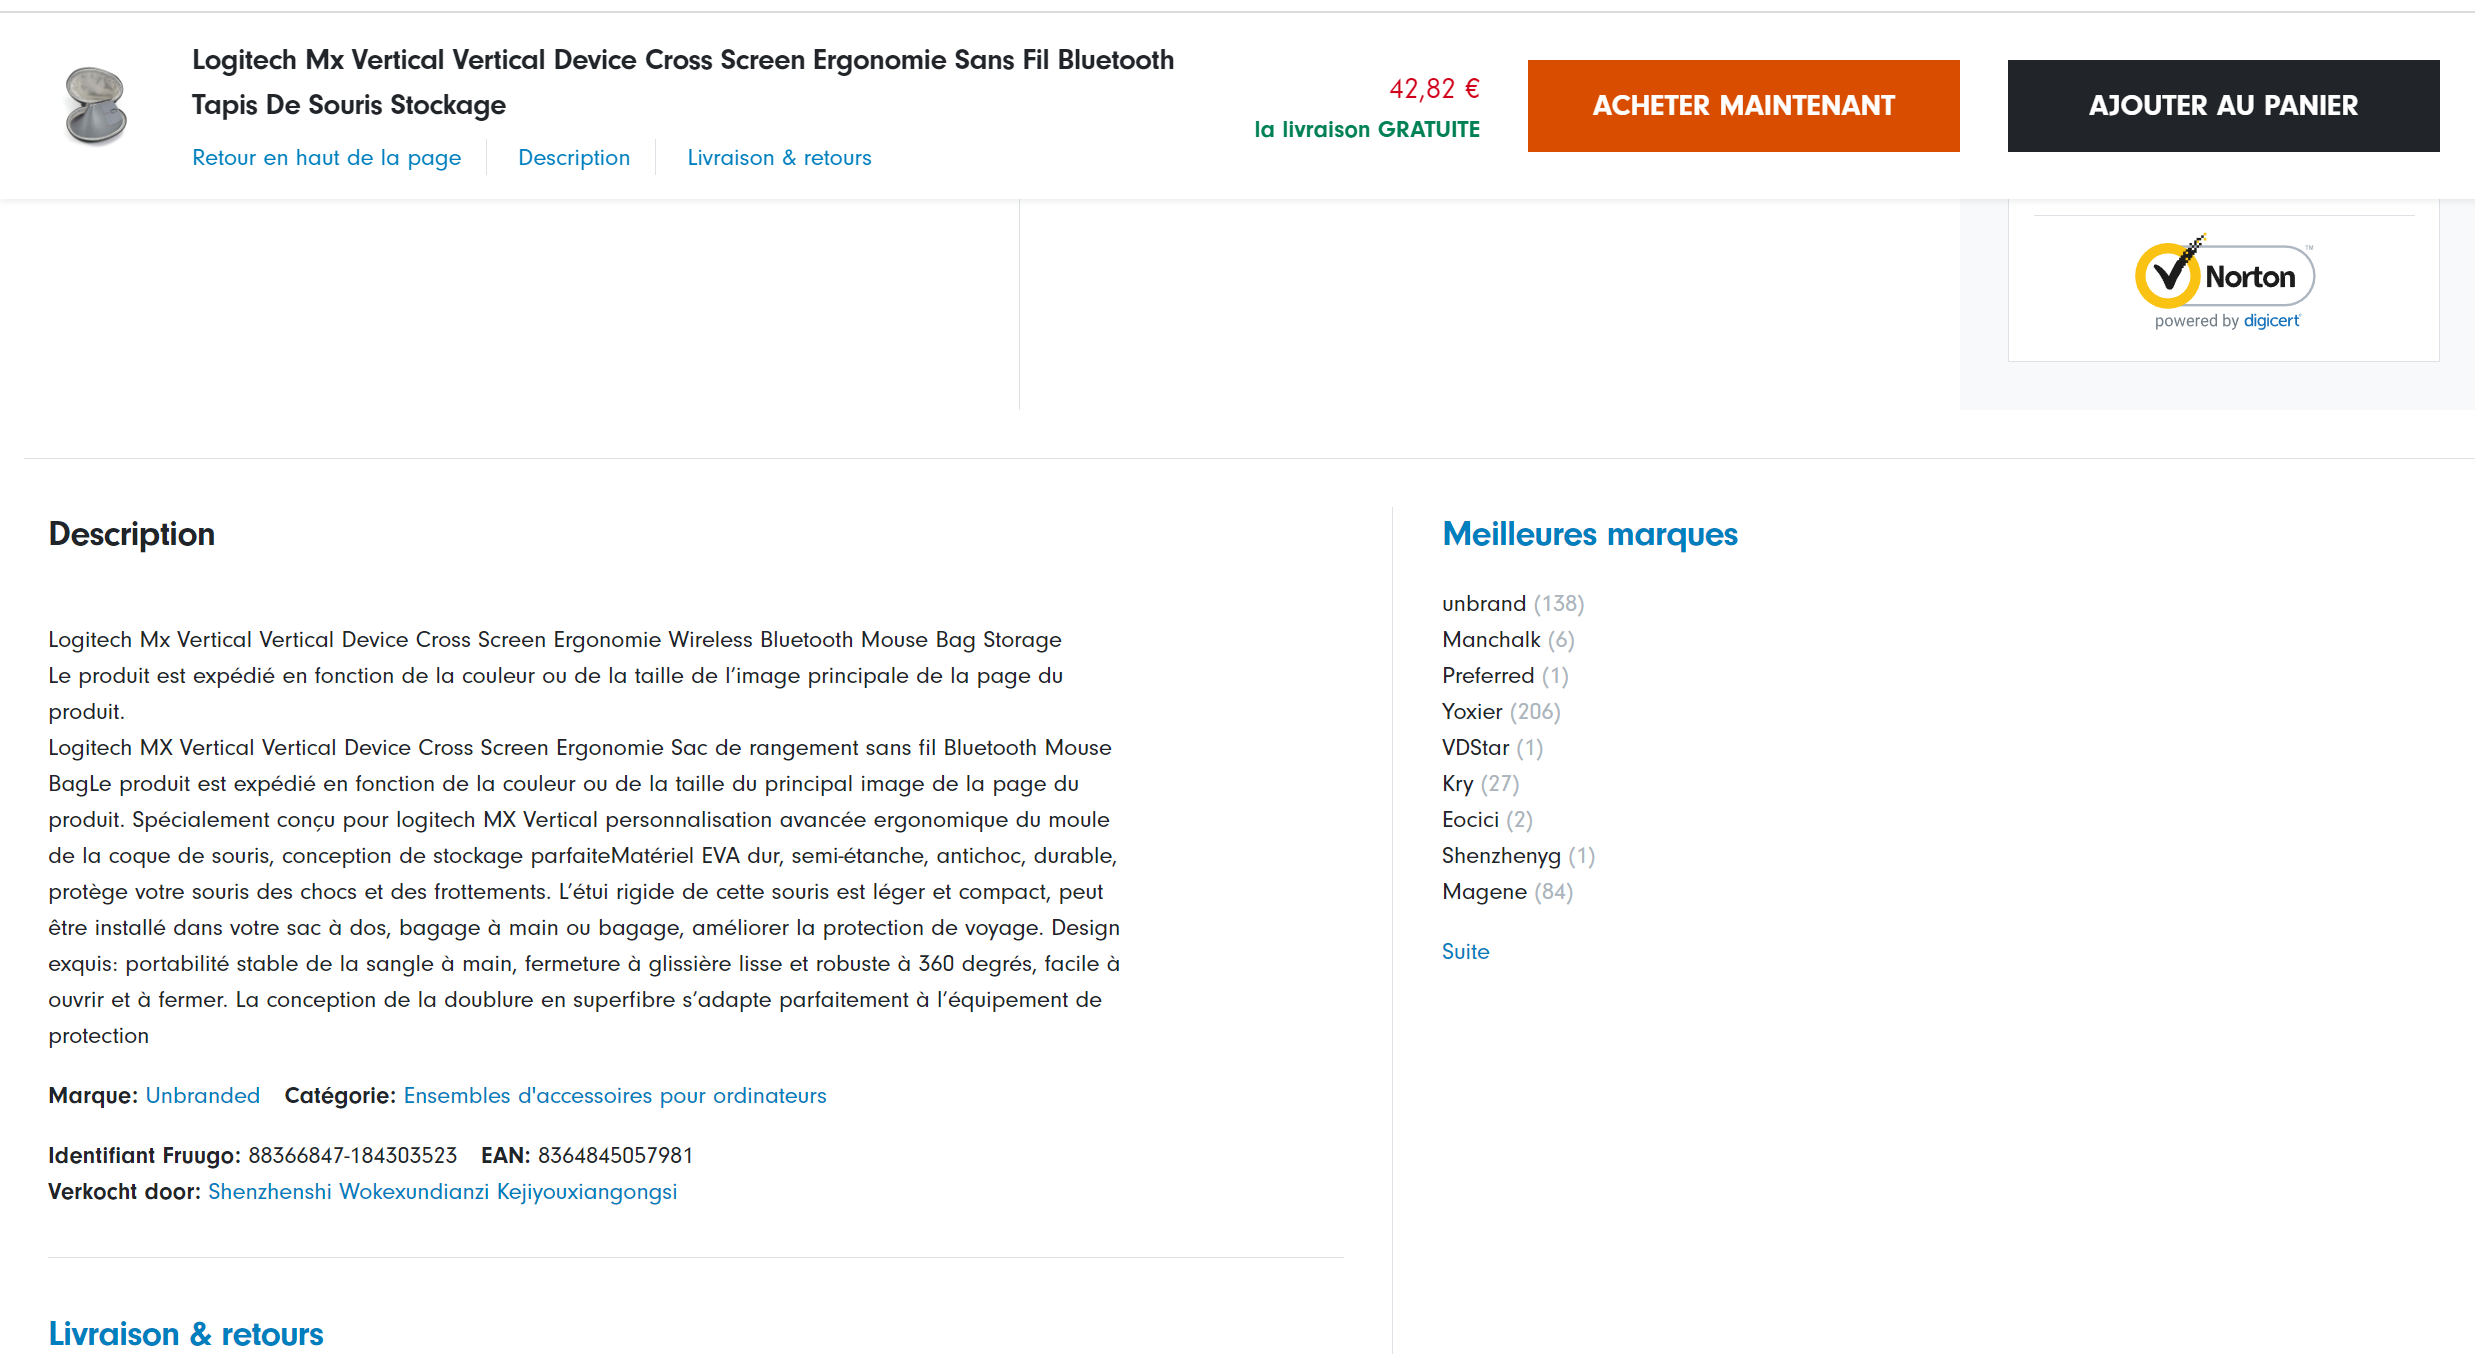 Logitech Mx Vertical Vertical Device Cross Screen Ergonomie Sans Fil Bluetooth
Tapis De Souris Stockage
Retour en haut de la page
Description
Livraison & retours
42,82 €
la livraison GRATUITE
ACHETER MAINTENANT
AJOUTER AU PANIER
Norton
TM
powered by digicert
Description
Logitech Mx Vertical Vertical Device Cross Screen Ergonomie Wireless Bluetooth Mouse Bag Storage
Le produit est expédié en fonction de la couleur ou de la taille de l’image principale de la page du
produit.
Logitech MX Vertical Vertical Device Cross Screen Ergonomie Sac de rangement sans fil Bluetooth Mouse
BagLe produit est expédié en fonction de la couleur ou de la taille du principal image de la page du
produit. Spécialement conçu pour logitech MX Vertical personnalisation avancée ergonomique du moule
de la coque de souris, conception de stockage parfaiteMatériel EVA dur, semi-étanche, antichoc, durable,
protège votre souris des chocs et des frottements. L’étui rigide de cette souris est léger et compact, peut
être installé dans votre sac à dos, bagage à main ou bagage, améliorer la protection de voyage. Design
exquis: portabilité stable de la sangle à main, fermeture à glissière lisse et robuste à 360 degrés, facile à
ouvrir et à fermer. La conception de la doublure en superfibre s’adapte parfaitement à l’équipement de
protection
Marque: Unbranded Catégorie: Ensembles d'accessoires pour ordinateurs
Identifiant Fruugo: 88366847-184303523 EAN: 8364845057981
Verkocht door: Shenzhenshi Wokexundianzi Kejiyouxiangongsi
Livraison & retours
Meilleures marques
unbrand (138)
Manchalk (6)
Preferred (1)
Yoxier (206)
VDStar (1)
Kry (27)
Eocici (2)
Shenzhenyg (1)
Magene (84)
Suite